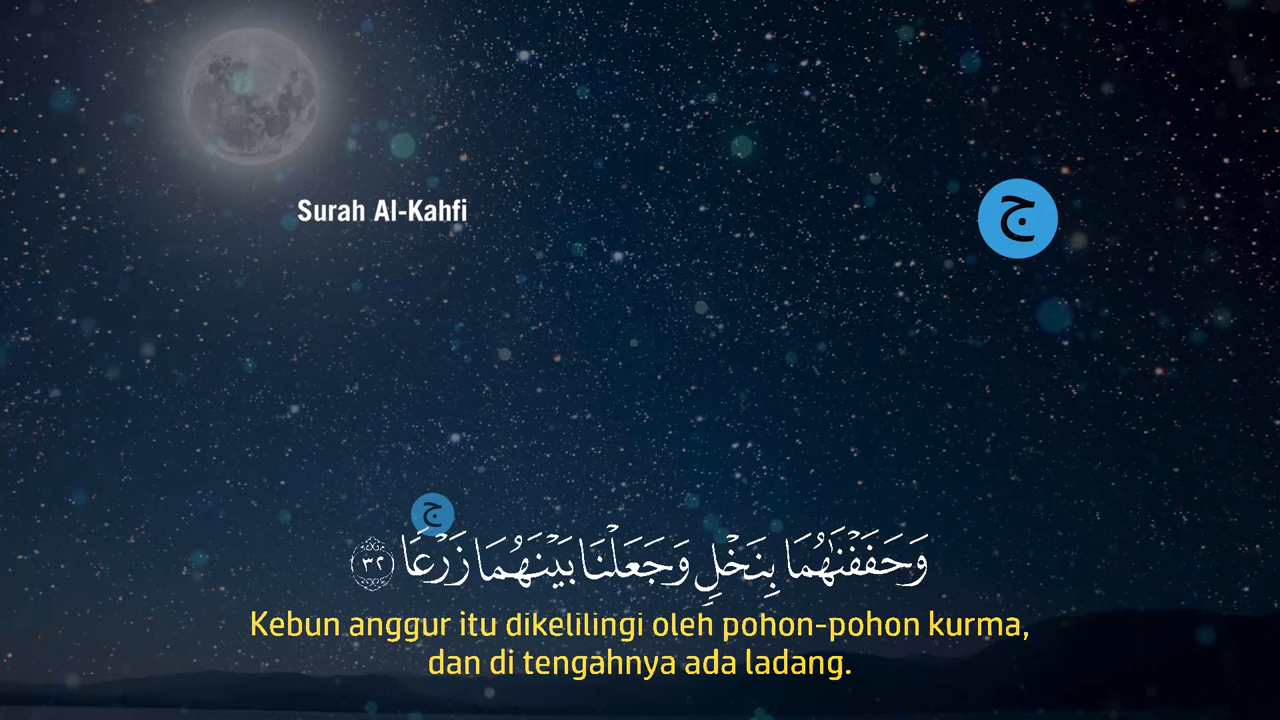 Surah Al-Kahfi
ج
ج
وَحَفَفْنَٰهُمَا بِنَخْلٍ وَجَعَلْنَا بَيْنَهُمَا زَرْعًا ٣٢
Kebun anggur itu dikelilingi oleh pohon-pohon kurma,
dan di tengahnya ada ladang.